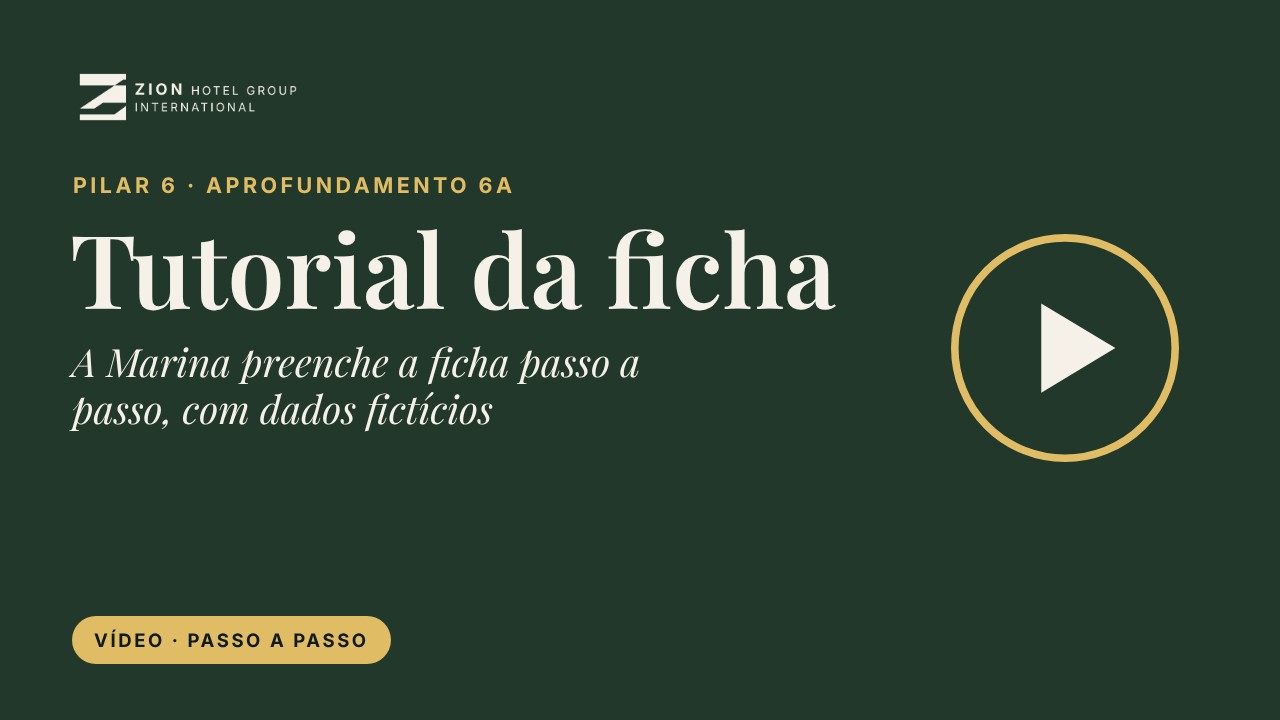 ZION HOTEL GROUP
INTERNATIONAL
PILAR 6 · APROFUNDAMENTO 6A
Tutorial da ficha
A Marina preenche a ficha passo a
passo, com dados fictícios
VÍDEO · PASSO A PASSO